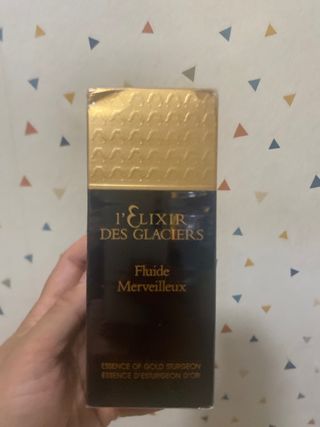 l'Elixir
des Glaciers
Fluide
Merveilleux
ESSENCE OF GOLD STURGEON
ESSENCE D'ESTURGEON D'OR